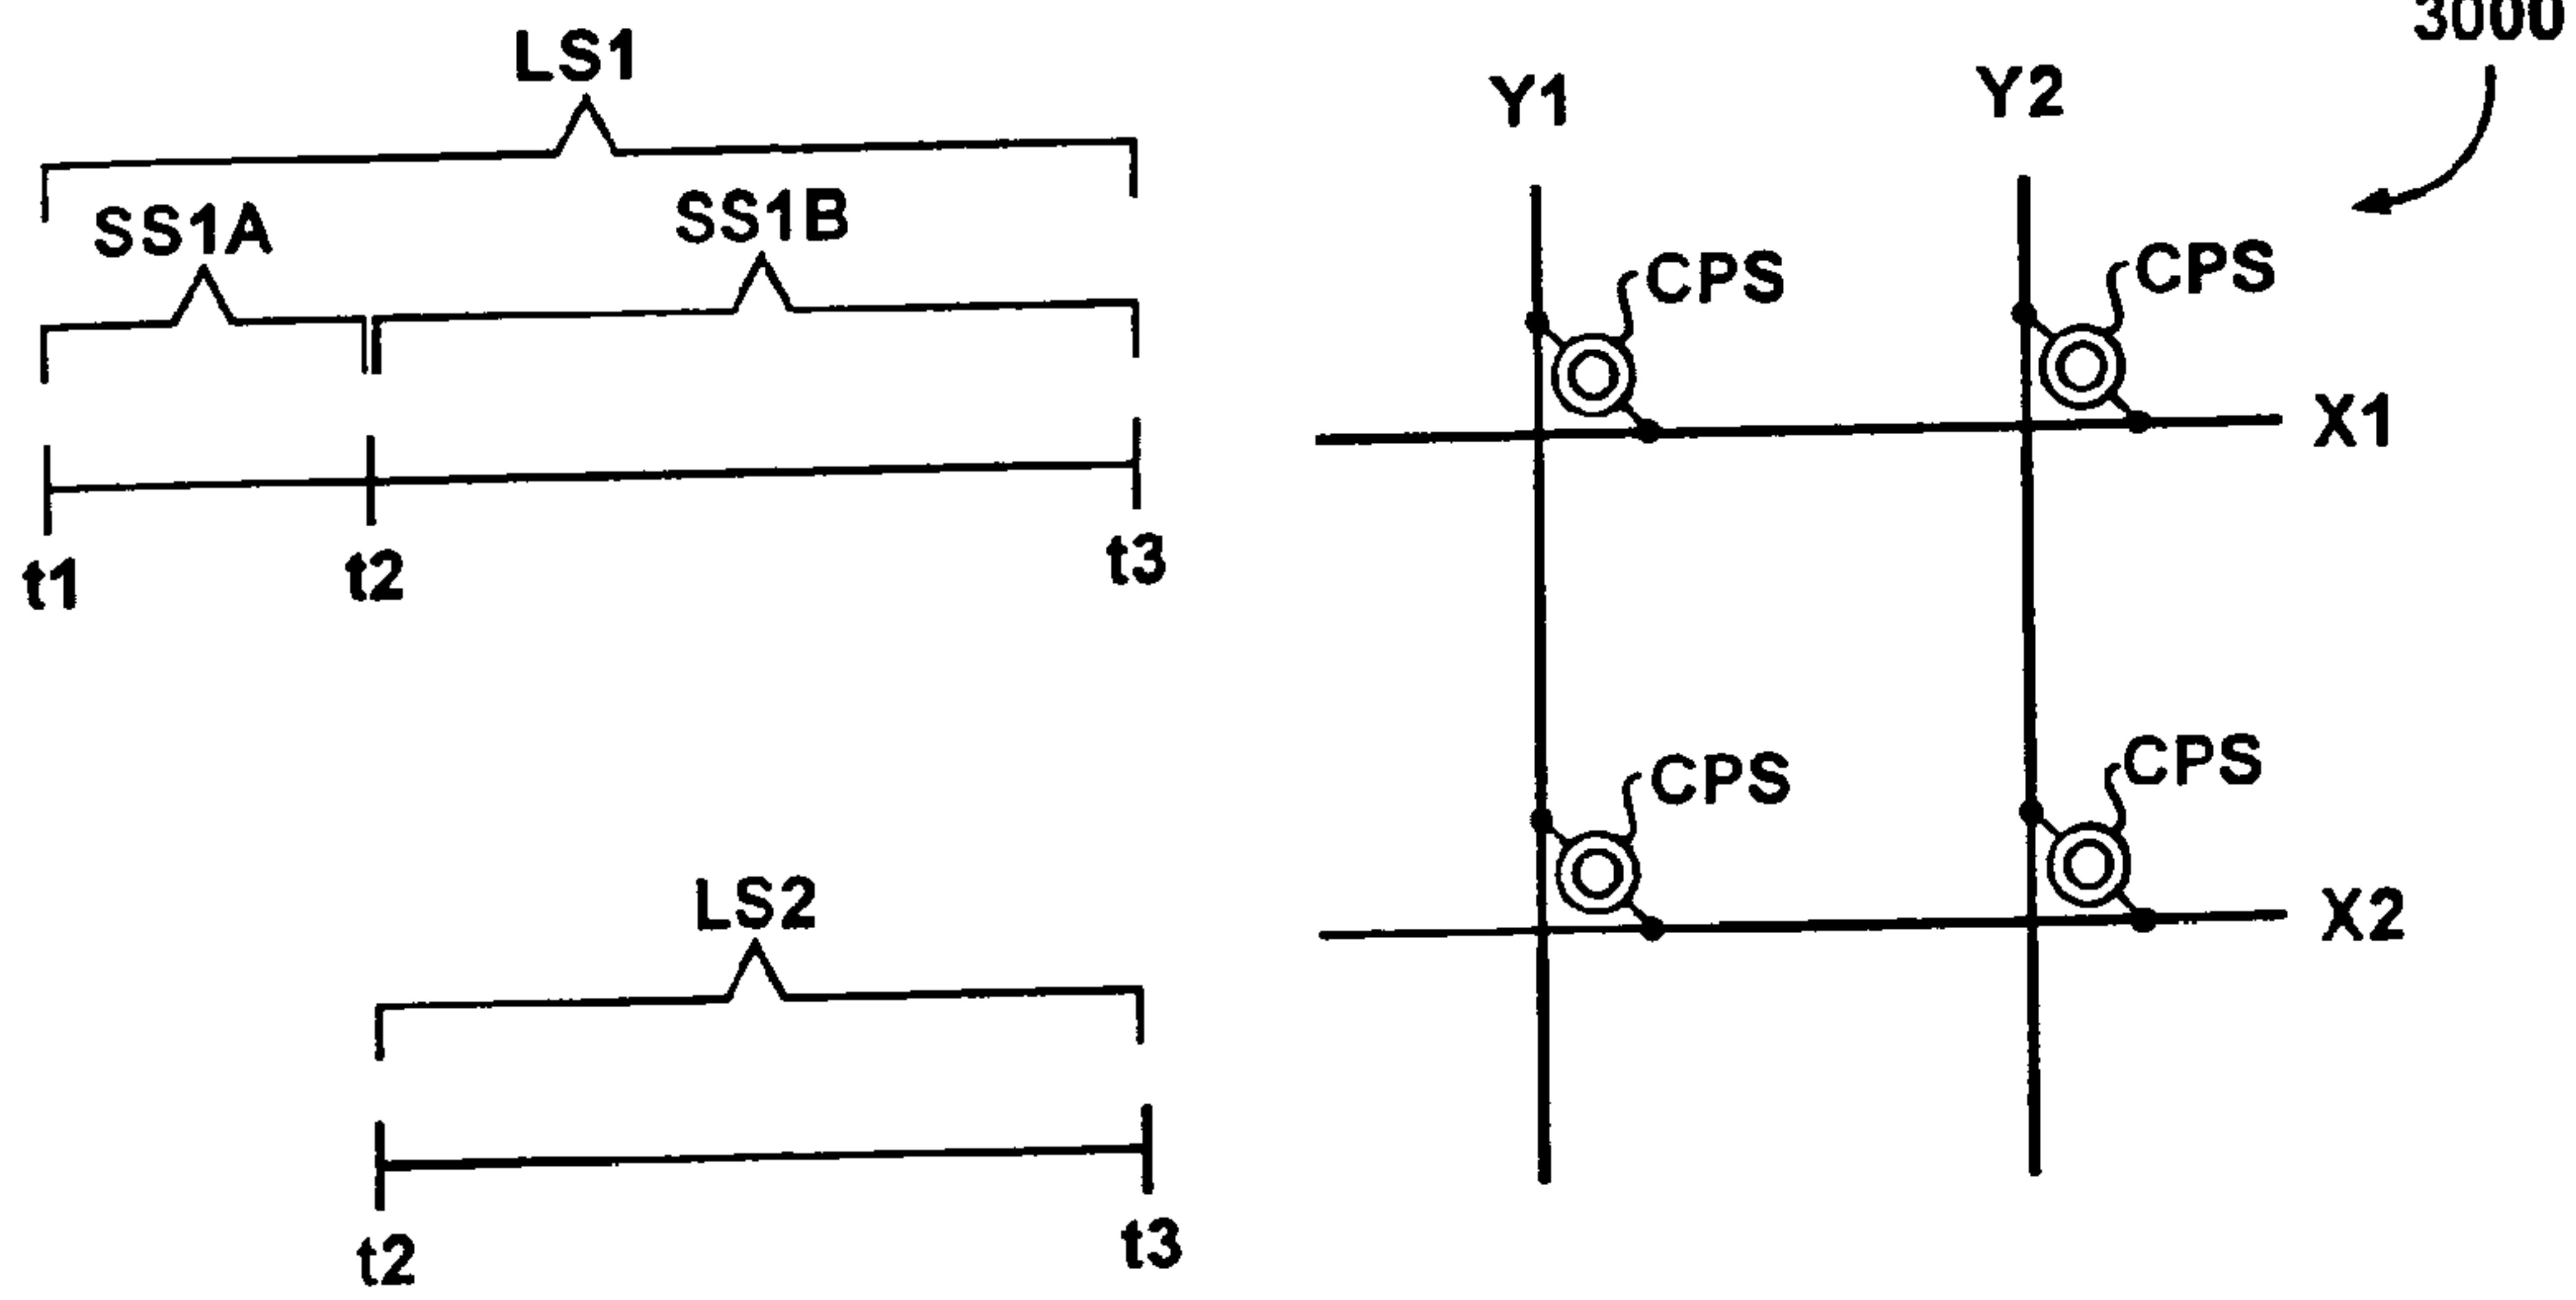 3000
LS1
Y1
Y2
SS1A
SS1B
CPS
CPS
X1
t1
t2
t3
CPS
CPS
LS2
X2
t2
t3